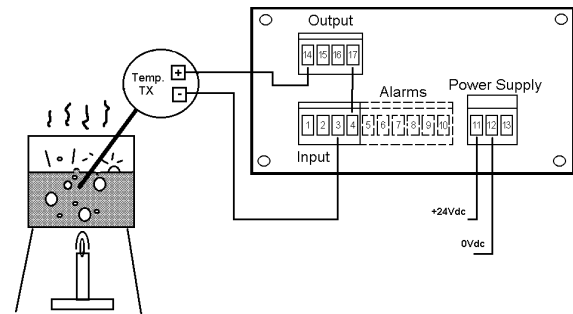 Output
14 15 16 17
Temp.
TX
+
-
Alarms
Power Supply
1 2 3 4 5 6 7 8 9 10
11 12 13
Input
+24Vdc
0Vdc